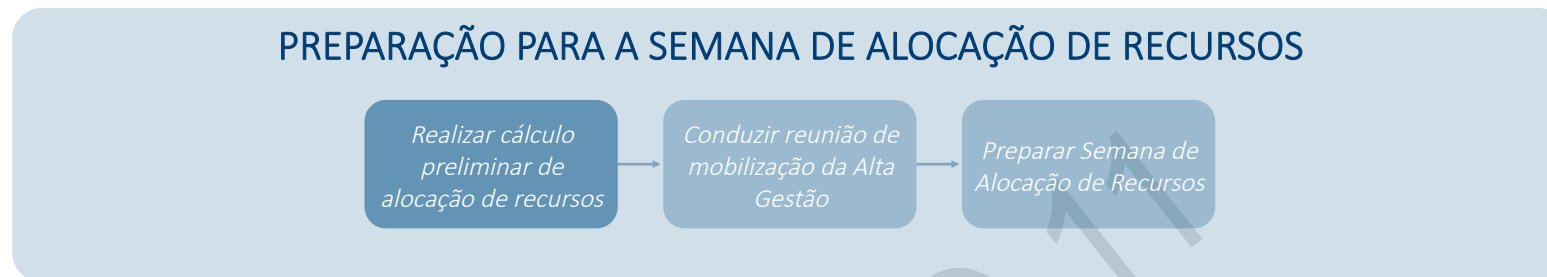 PREPARAÇÃO PARA A SEMANA DE ALOCAÇÃO DE RECURSOS
Realizar cálculo
preliminar de
alocação de recursos
Conduzir reunião de
mobilização da Alta
Gestão
Preparar Semana de
Alocação de Recursos